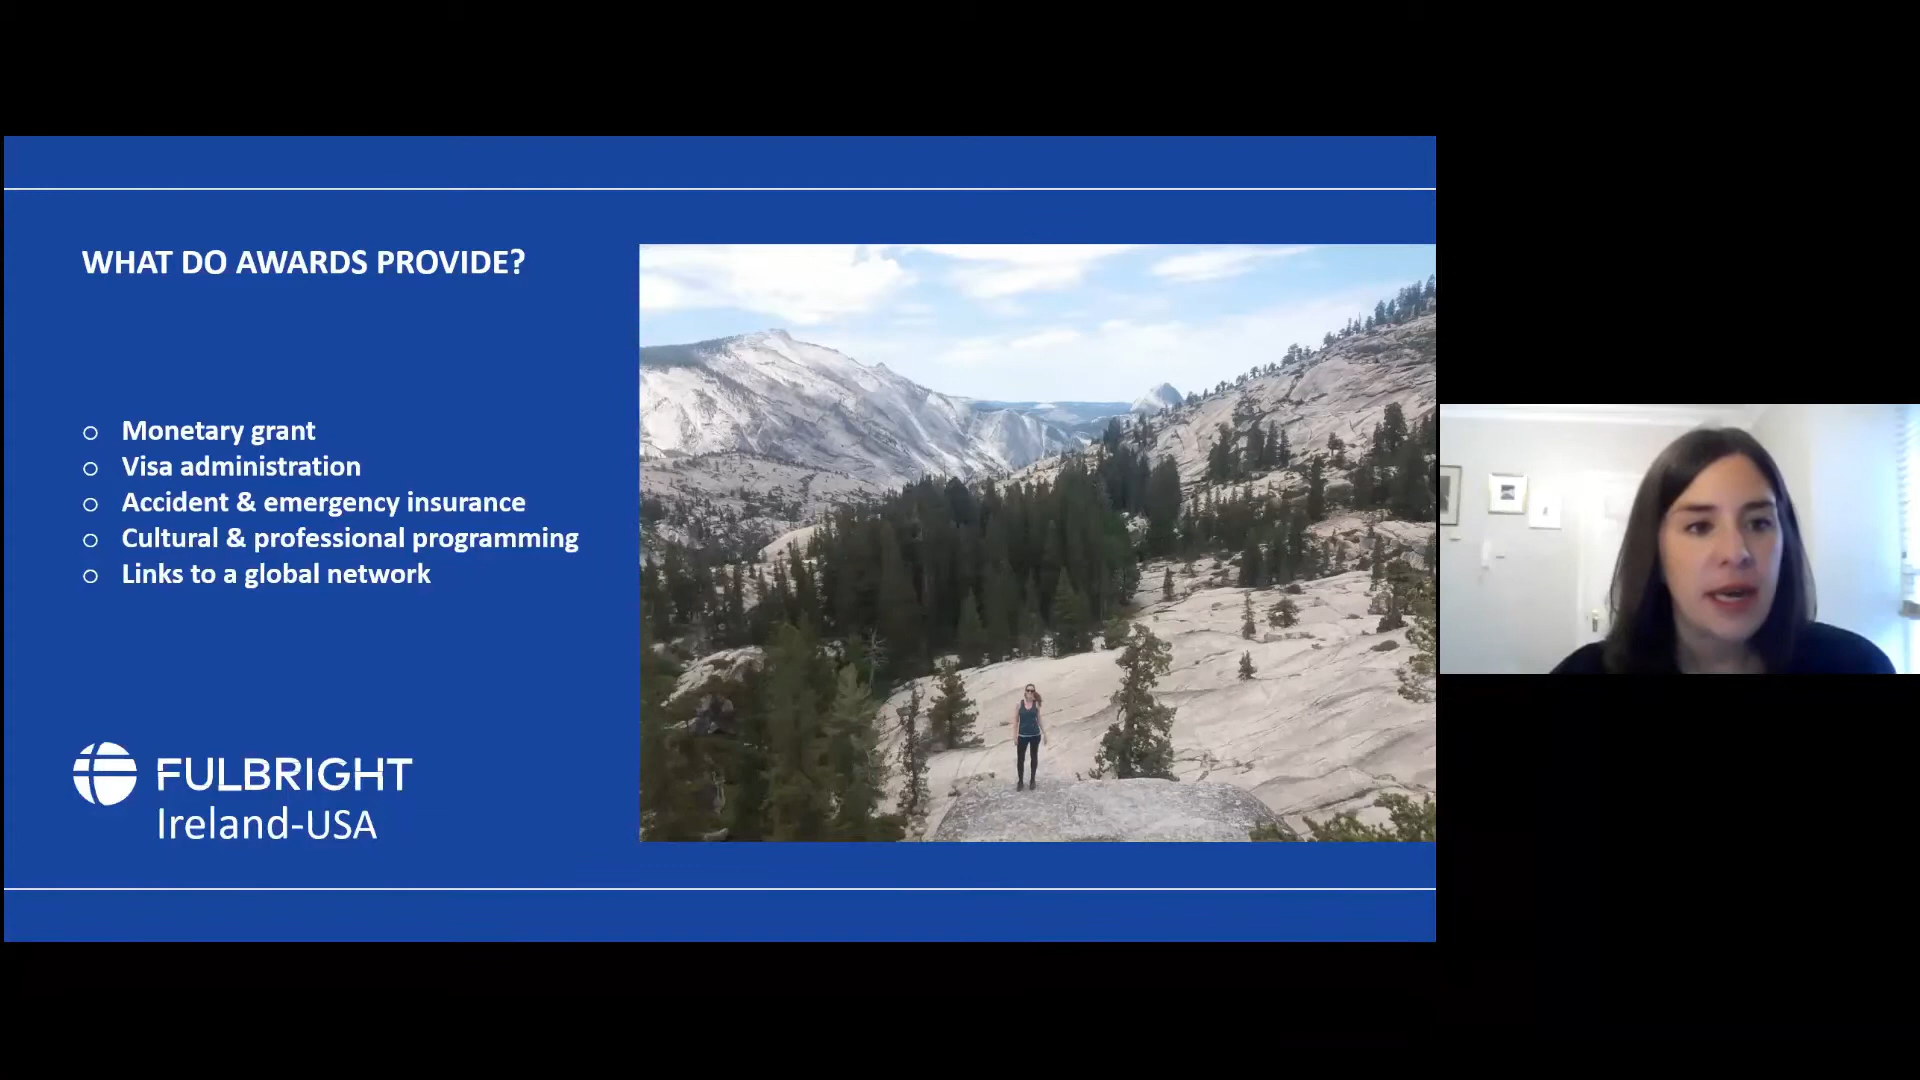 WHAT DO AWARDS PROVIDE?
○ Monetary grant
○ Visa administration
○ Accident & emergency insurance
○ Cultural & professional programming
○ Links to a global network
FULBRIGHT
Ireland-USA